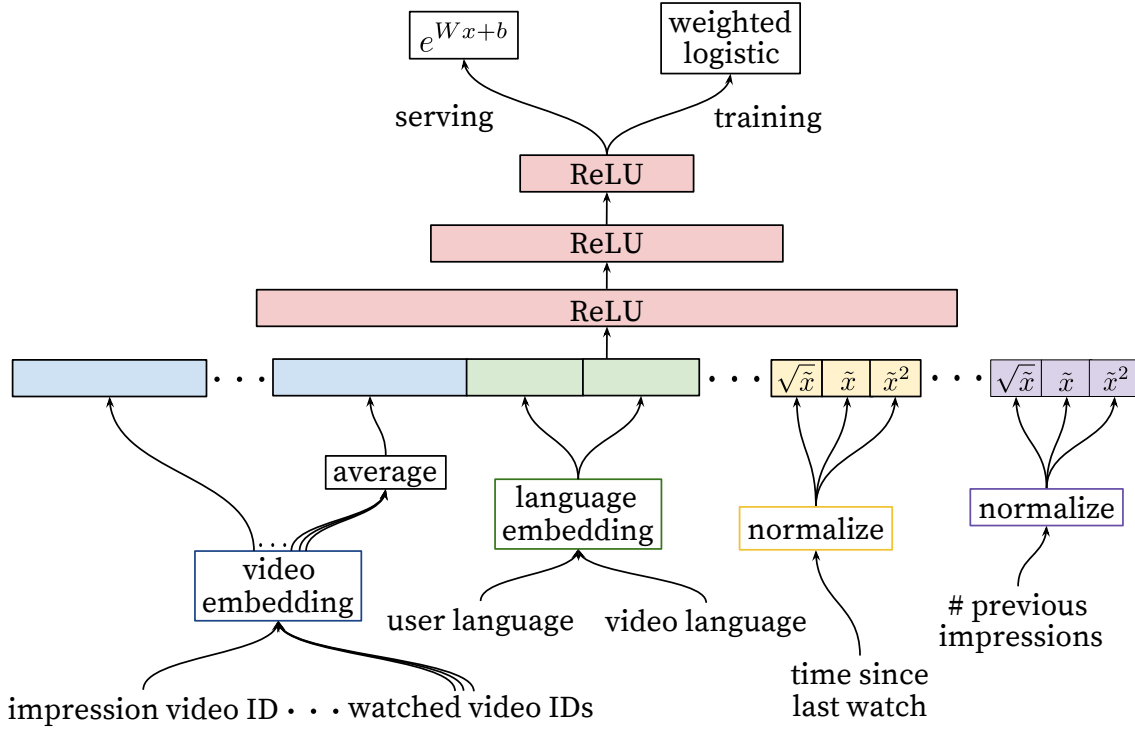 e^{Wx+b}
weighted
logistic
serving
training
ReLU
ReLU
ReLU
· · ·
√x̃ x̃ x̃²
· · ·
√x̃ x̃ x̃²
average
language
embedding
normalize
normalize
· · · ·
video
embedding
user language
video language
# previous
impressions
time since
last watch
impression video ID · · · watched video IDs